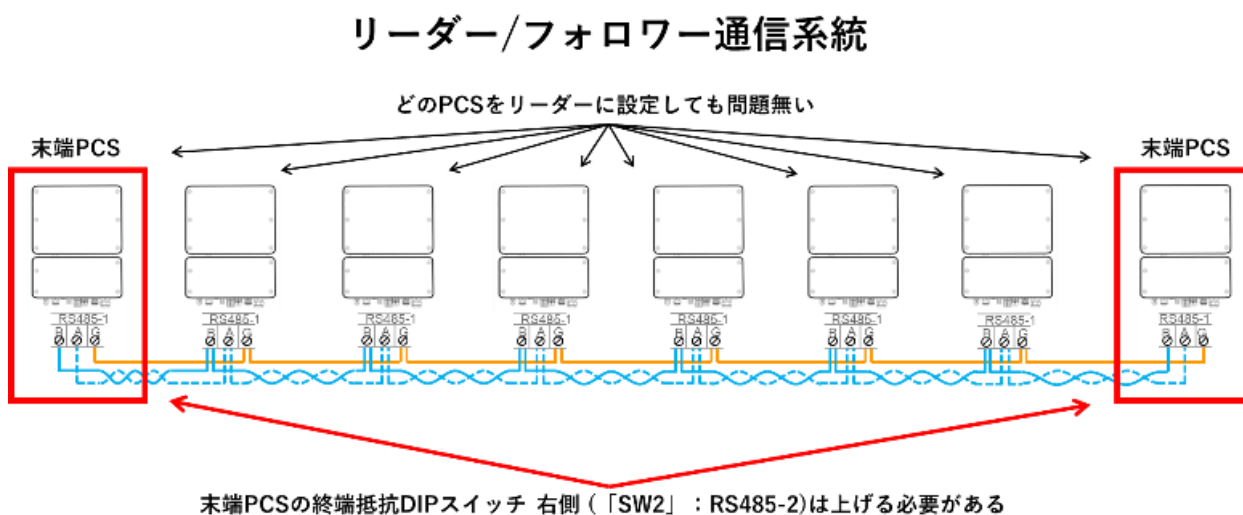 リーダー/フォロワー通信系統
どのPCSをリーダーに設定しても問題無い
末端PCS
末端PCS
RS485-1 RS485-1 RS485-1 RS485-1 RS485-1 RS485-1 RS485-1 RS485-1
B A G B A G B A G B A G B A G B A G B A G B A G
末端PCSの終端抵抗DIPスイッチ 右側 (「SW2」:RS485-2)は上げる必要がある